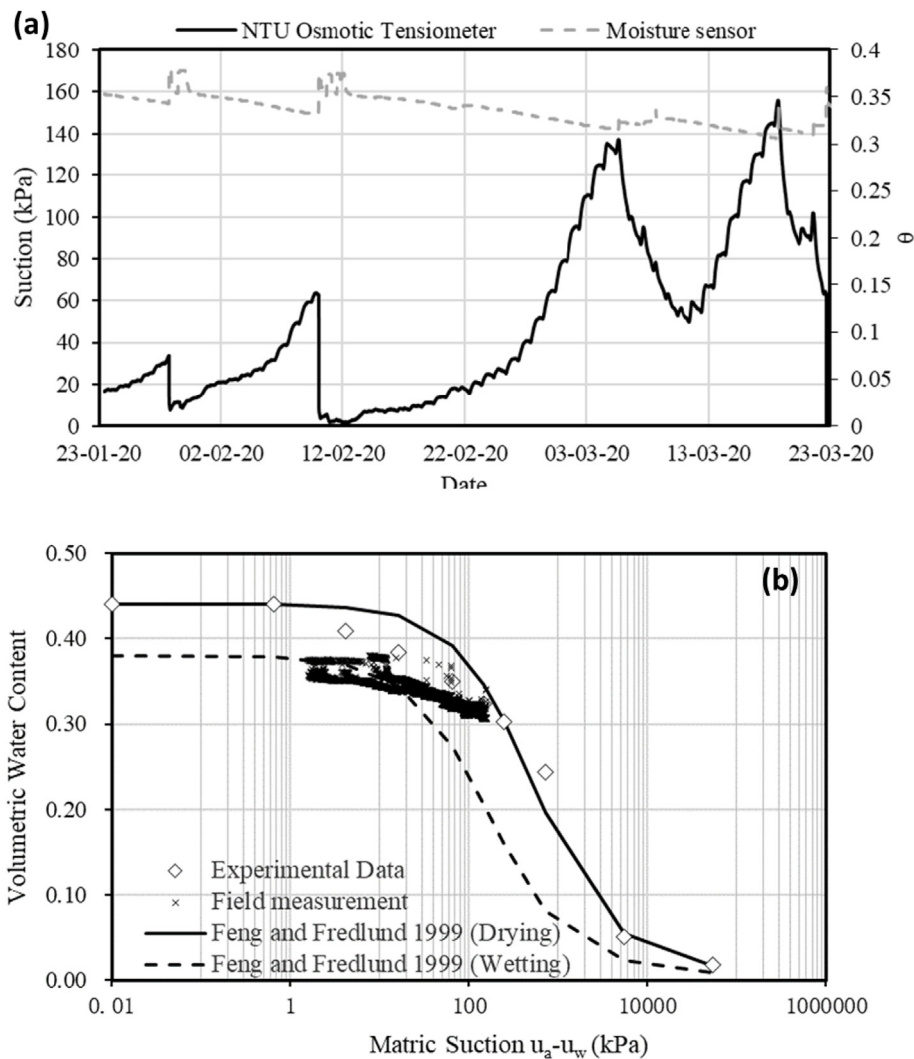 (a)
NTU Osmotic Tensiometer Moisture sensor
180 0.4
160 0.35
140 0.3
120 0.25
100 0.2
80 0.15
60 0.1
40 0.05
20 0
0
Suction (kPa)
θ
23-01-20 02-02-20 12-02-20 22-02-20 03-03-20 13-03-20 23-03-20
Date
(b)
0.50
0.40
0.30
0.20
0.10
0.00
Volumetric Water Content
Experimental Data
Field measurement
Feng and Fredlund 1999 (Drying)
Feng and Fredlund 1999 (Wetting)
0. 01 1 100 10000 1000000
Matric Suction uₐ-u_w (kPa)